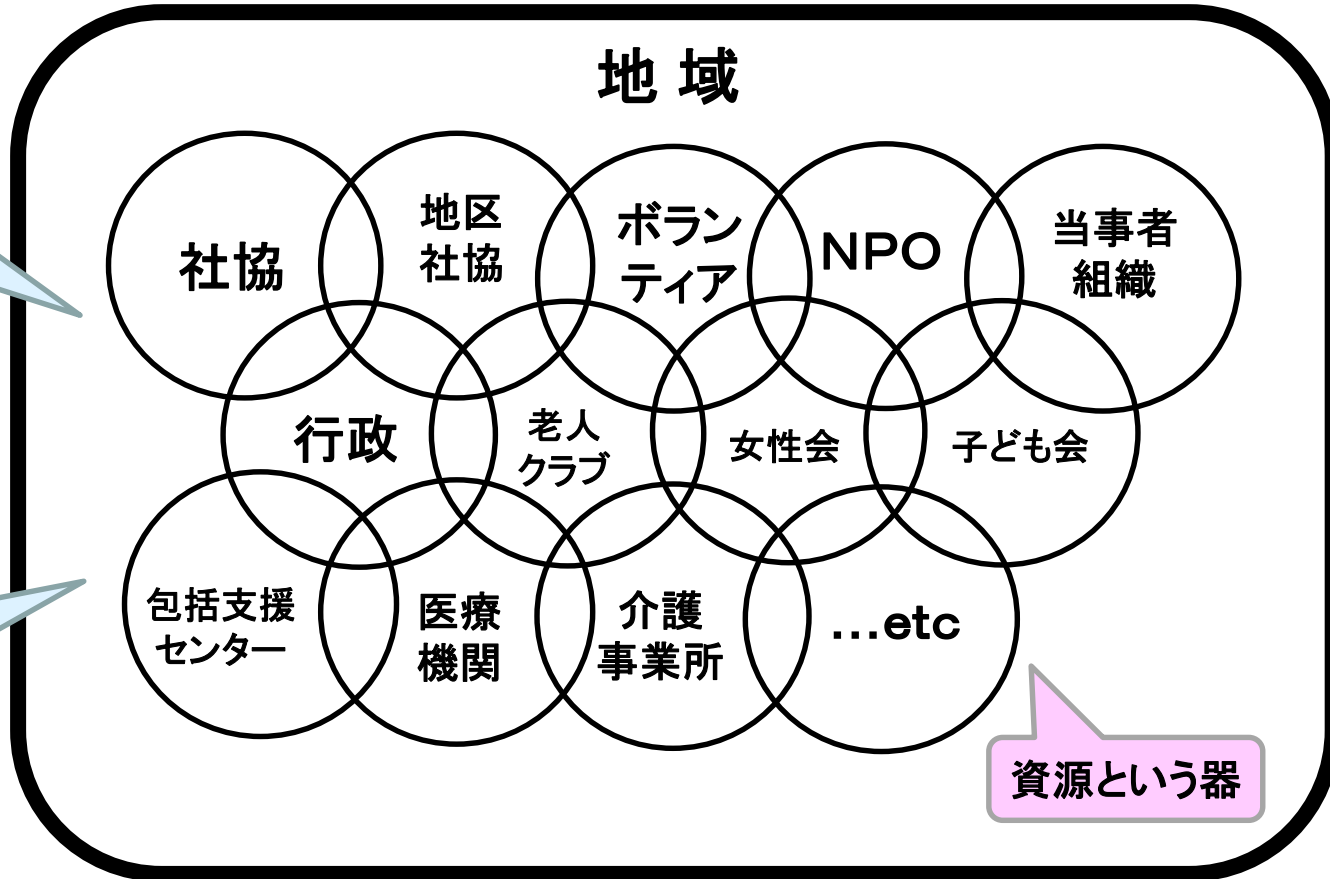 地 域
社協
地区
社協
ボラン
ティア
NPO
当事者
組織
行政
老人
クラブ
女性会
子ども会
包括支援
センター
医療
機関
介護
事業所
…etc
資源という器